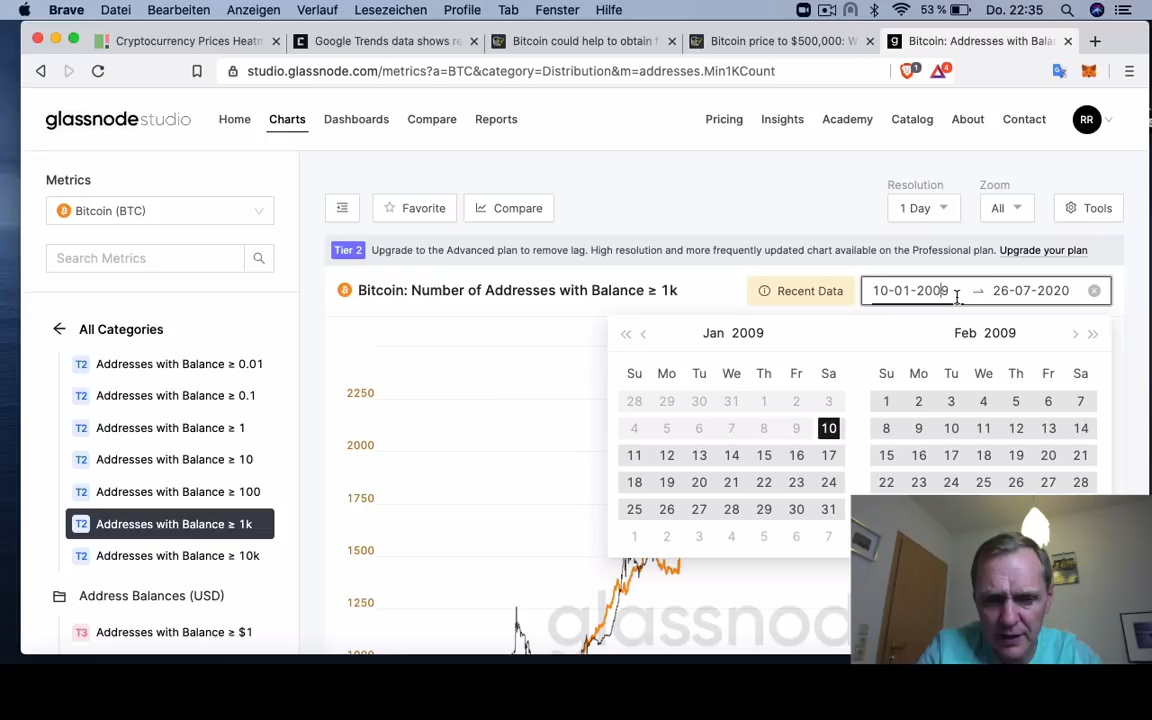 Brave Datei Bearbeiten Anzeigen Verlauf Lesezeichen Profile Tab Fenster Hilfe 53 % Do. 22:35
Cryptocurrency Prices Heatm Google Trends data shows re Bitcoin could help to obtain f Bitcoin price to $500,000: W Bitcoin: Addresses with Balan
studio.glassnode.com/metrics?a=BTC&category=Distribution&m=addresses.Min1KCount 1 4
glassnode studio Home Charts Dashboards Compare Reports Pricing Insights Academy Catalog About Contact RR
Metrics
Bitcoin (BTC)
Search Metrics
All Categories
T2 Addresses with Balance ≥ 0.01
T2 Addresses with Balance ≥ 0.1
T2 Addresses with Balance ≥ 1
T2 Addresses with Balance ≥ 10
T2 Addresses with Balance ≥ 100
T2 Addresses with Balance ≥ 1k
T2 Addresses with Balance ≥ 10k
Address Balances (USD)
T3 Addresses with Balance ≥ $1
Resolution Zoom
Favorite Compare 1 Day All Tools
Tier 2 Upgrade to the Advanced plan to remove lag. High resolution and more frequently updated chart available on the Professional plan. Upgrade your plan
Bitcoin: Number of Addresses with Balance ≥ 1k Recent Data 10-01-2009 → 26-07-2020
2250
2000
1750
1500
1250
glassnode
Jan 2009
Su Mo Tu We Th Fr Sa
28 29 30 31 1 2 3
4 5 6 7 8 9 10
11 12 13 14 15 16 17
18 19 20 21 22 23 24
25 26 27 28 29 30 31
1 2 3 4 5 6 7
Feb 2009
Su Mo Tu We Th Fr Sa
1 2 3 4 5 6 7
8 9 10 11 12 13 14
15 16 17 18 19 20 21
22 23 24 25 26 27 28